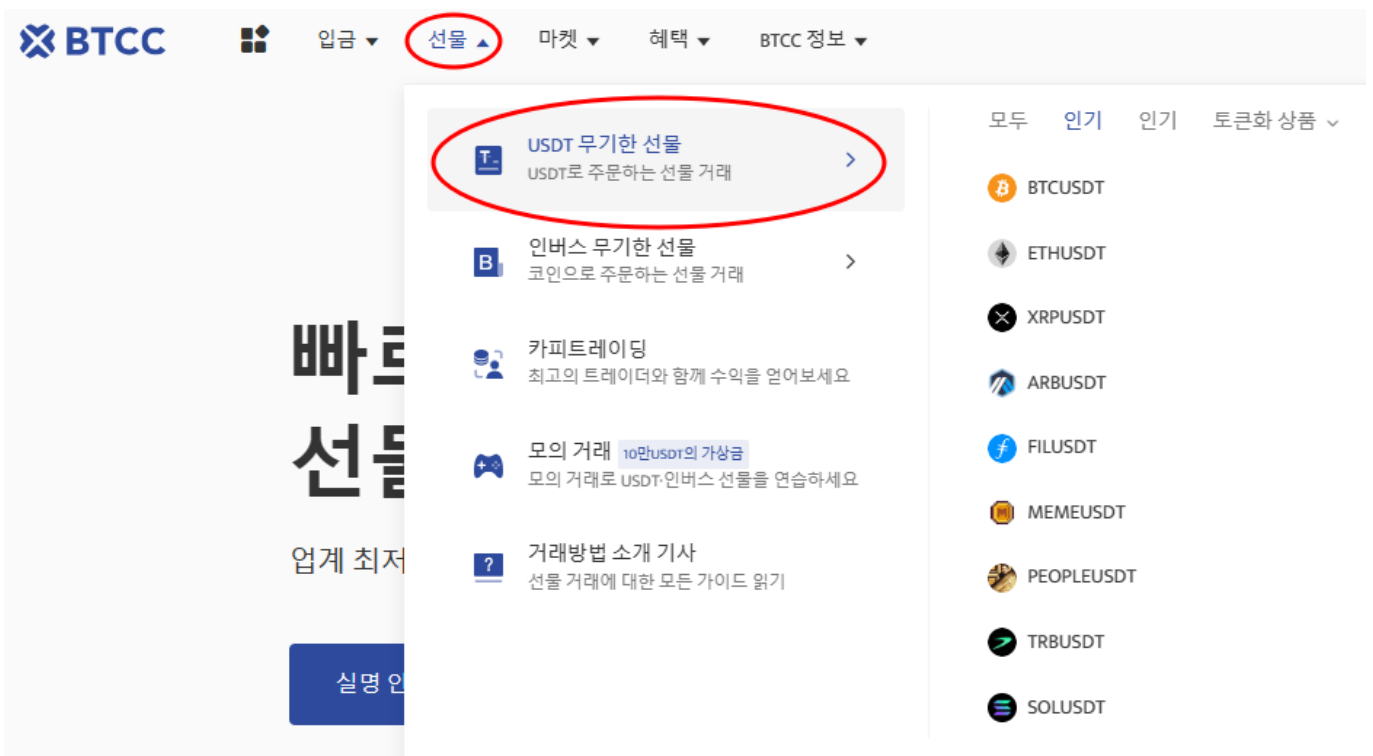 BTCC
입금 ▼
선물 ▲
마켓 ▼
혜택 ▼
BTCC 정보 ▼
USDT 무기한 선물
USDT로 주문하는 선물 거래
인버스 무기한 선물
코인으로 주문하는 선물 거래
카피트레이딩
최고의 트레이더와 함께 수익을 얻어보세요
모의 거래 10만USDT의 가상금
모의 거래로 USDT·인버스 선물을 연습하세요
거래방법 소개 기사
선물 거래에 대한 모든 가이드 읽기
모두 인기 인기 토큰화 상품
BTCUSDT
ETHUSDT
XRPUSDT
ARBUSDT
FILUSDT
MEMEUSDT
PEOPLEUSDT
TRBUSDT
SOLUSDT
빠르
선물
업계 최저
실명 인